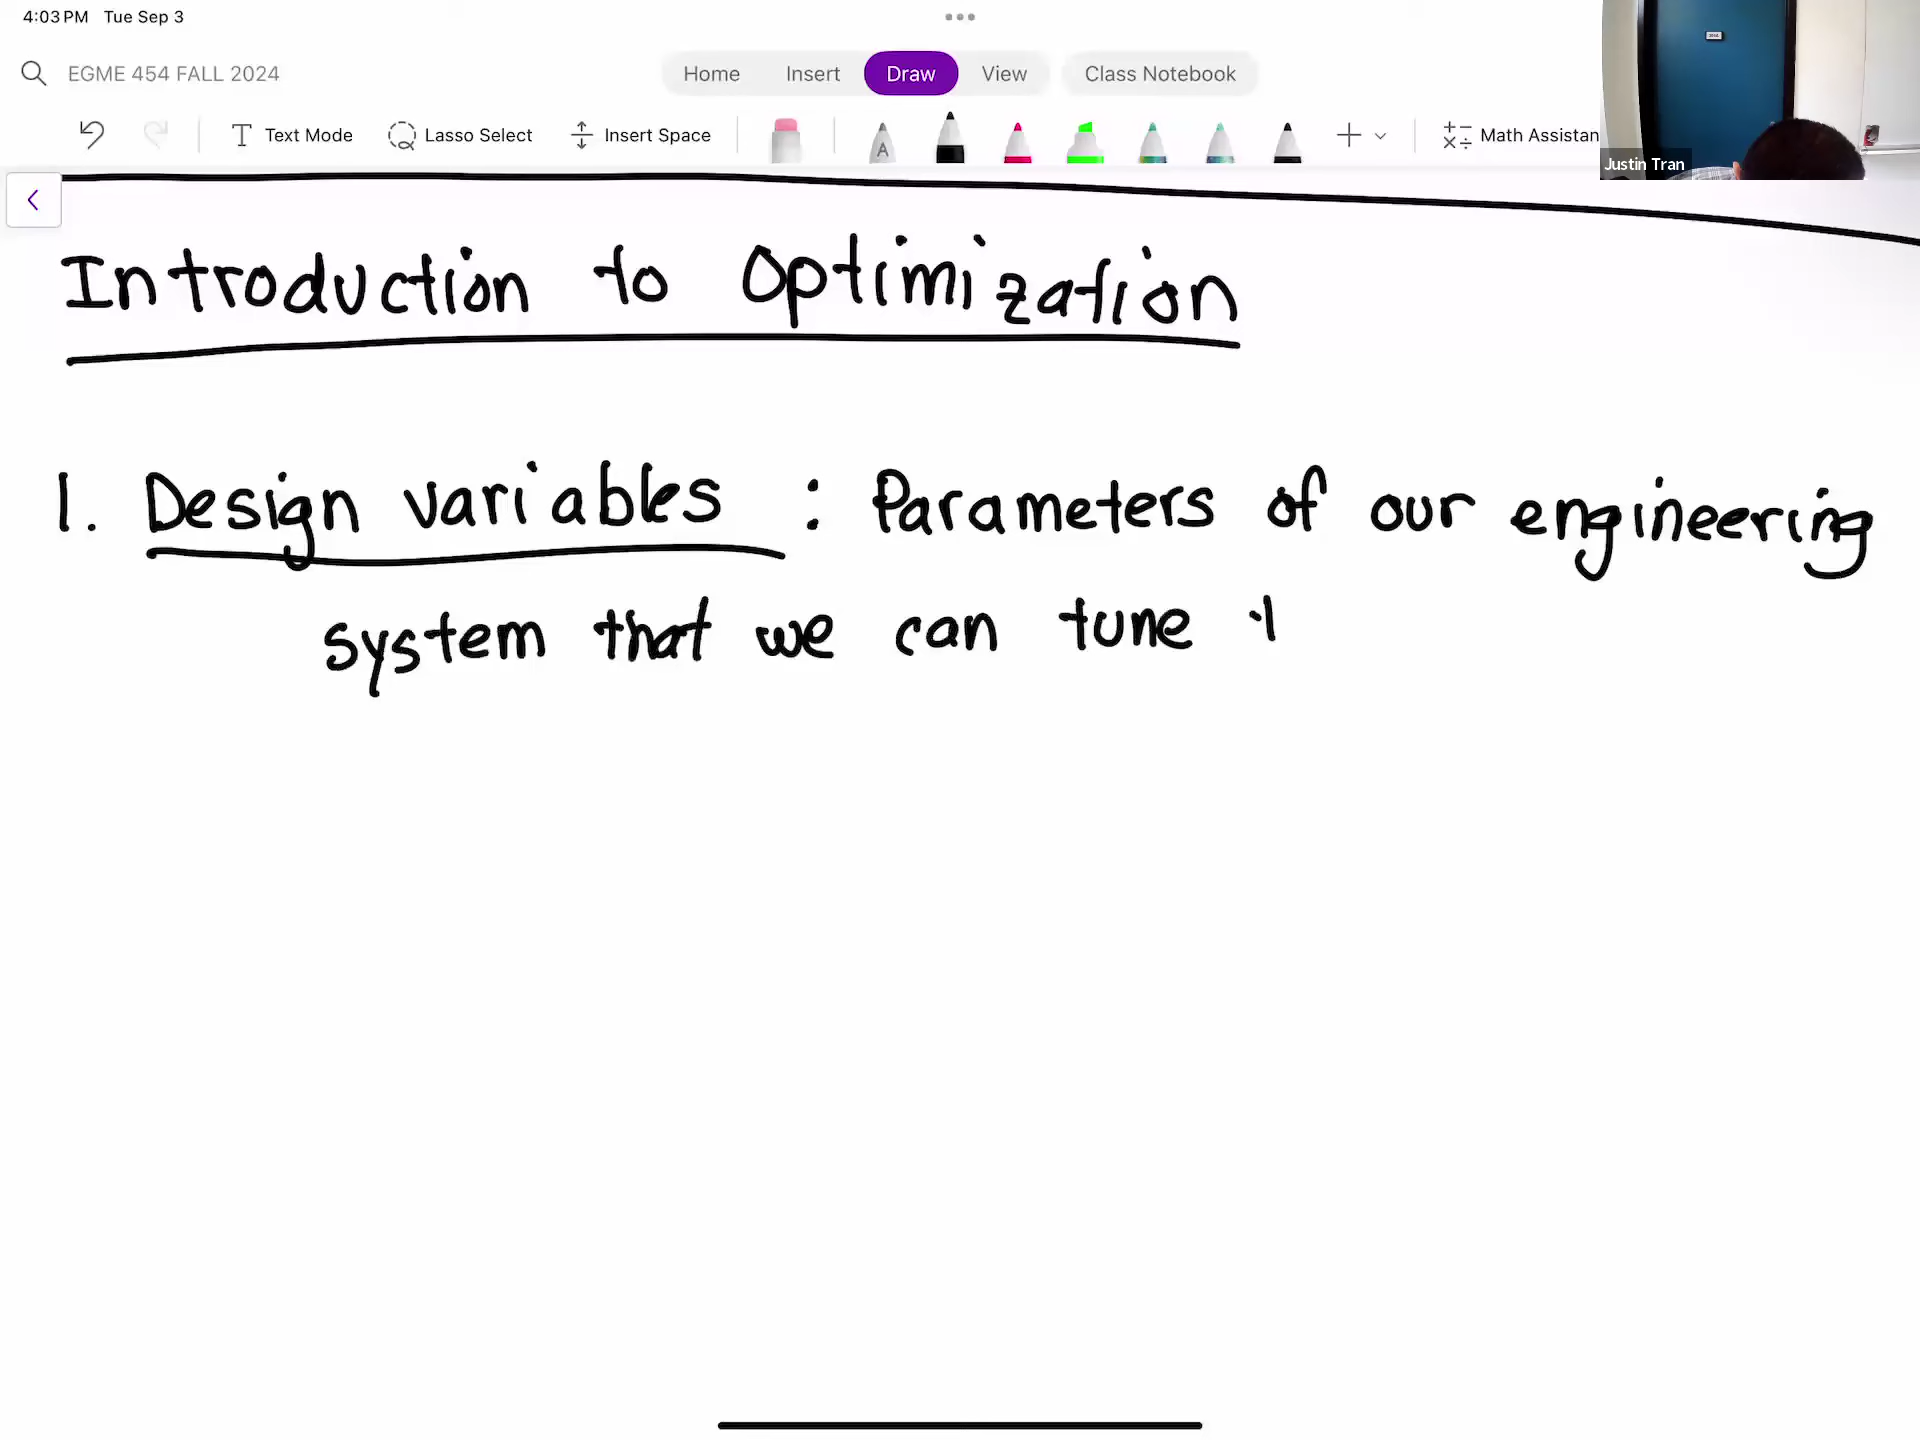 4:03 PM Tue Sep 3
EGME 454 FALL 2024
Home Insert Draw View Class Notebook
Text Mode Lasso Select Insert Space A Math Assistan
Justin Tran
Introduction to Optimization
1. Design variables : Parameters of our engineering
system that we can tune